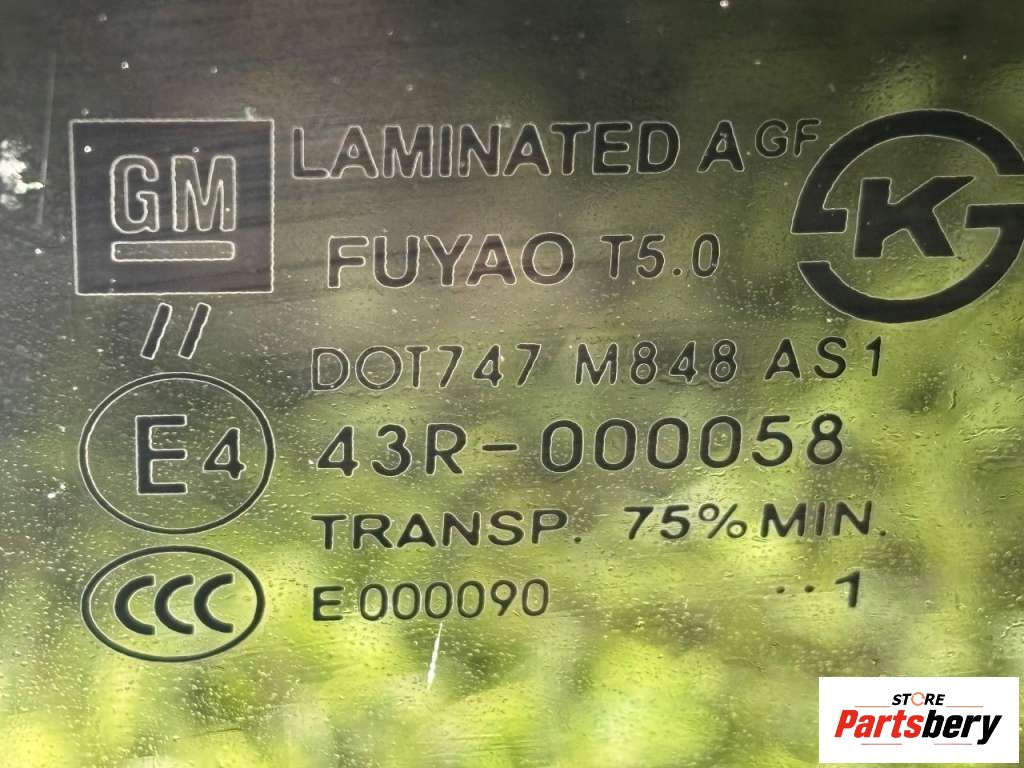 GM
LAMINATED AGF
FUYAO T5.0
K
//
DOT747 M848 AS1
E4
43R-000058
TRANSP. 75% MIN.
CCC
E000090
..1
STORE
Partsbery